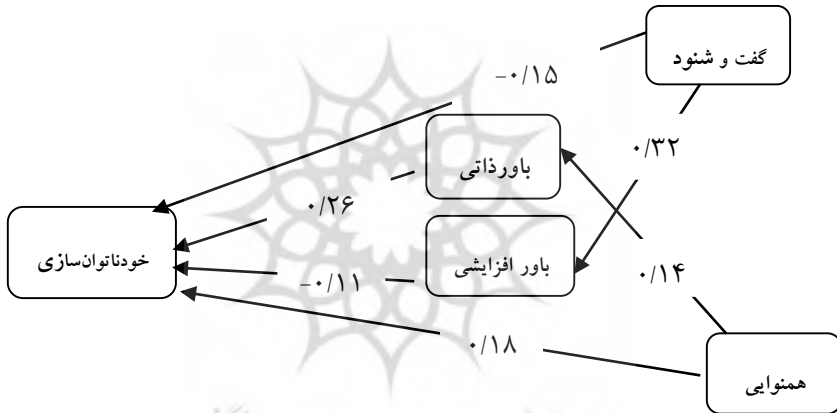 گفت و شنود
-۰/۱۵
باورذاتی
۰/۳۲
۰/۲۶
خودناتوان‌سازی
باور افزایشی
-۰/۱۱
۰/۱۴
۰/۱۸
همنوایی